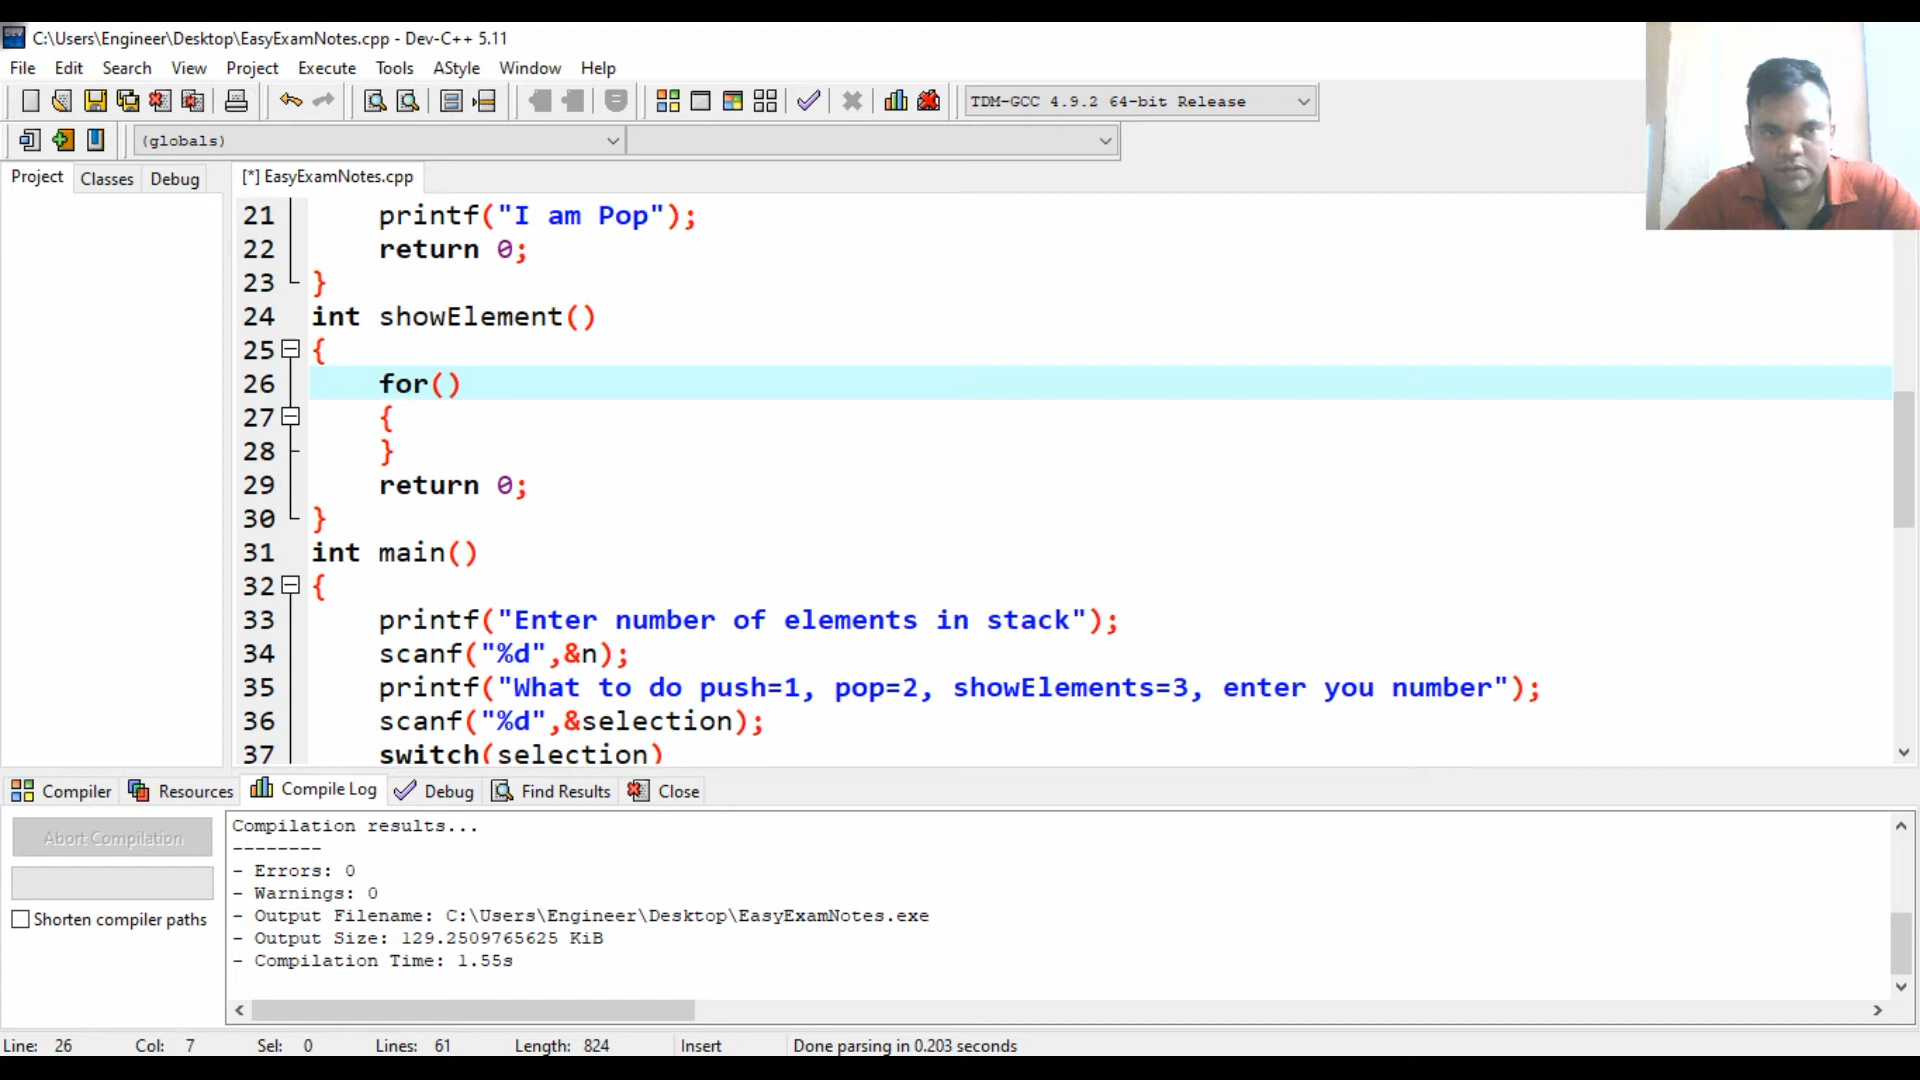 C:\Users\Engineer\Desktop\EasyExamNotes.cpp - Dev-C++ 5.11
File Edit Search View Project Execute Tools AStyle Window Help
TDM-GCC 4.9.2 64-bit Release
(globals)
Project Classes Debug [*] EasyExamNotes.cpp
21 printf("I am Pop");
22 return 0;
23 }
24 int showElement()
25 {
26 for()
27 {
28 }
29 return 0;
30 }
31 int main()
32 {
33 printf("Enter number of elements in stack");
34 scanf("%d",&n);
35 printf("What to do push=1, pop=2, showElements=3, enter you number");
36 scanf("%d",&selection);
37 switch(selection)
Compiler Resources Compile Log Debug Find Results Close
Abort Compilation
Shorten compiler paths
Compilation results...
--------
- Errors: 0
- Warnings: 0
- Output Filename: C:\Users\Engineer\Desktop\EasyExamNotes.exe
- Output Size: 129.2509765625 KiB
- Compilation Time: 1.55s
Line: 26 Col: 7 Sel: 0 Lines: 61 Length: 824 Insert Done parsing in 0.203 seconds